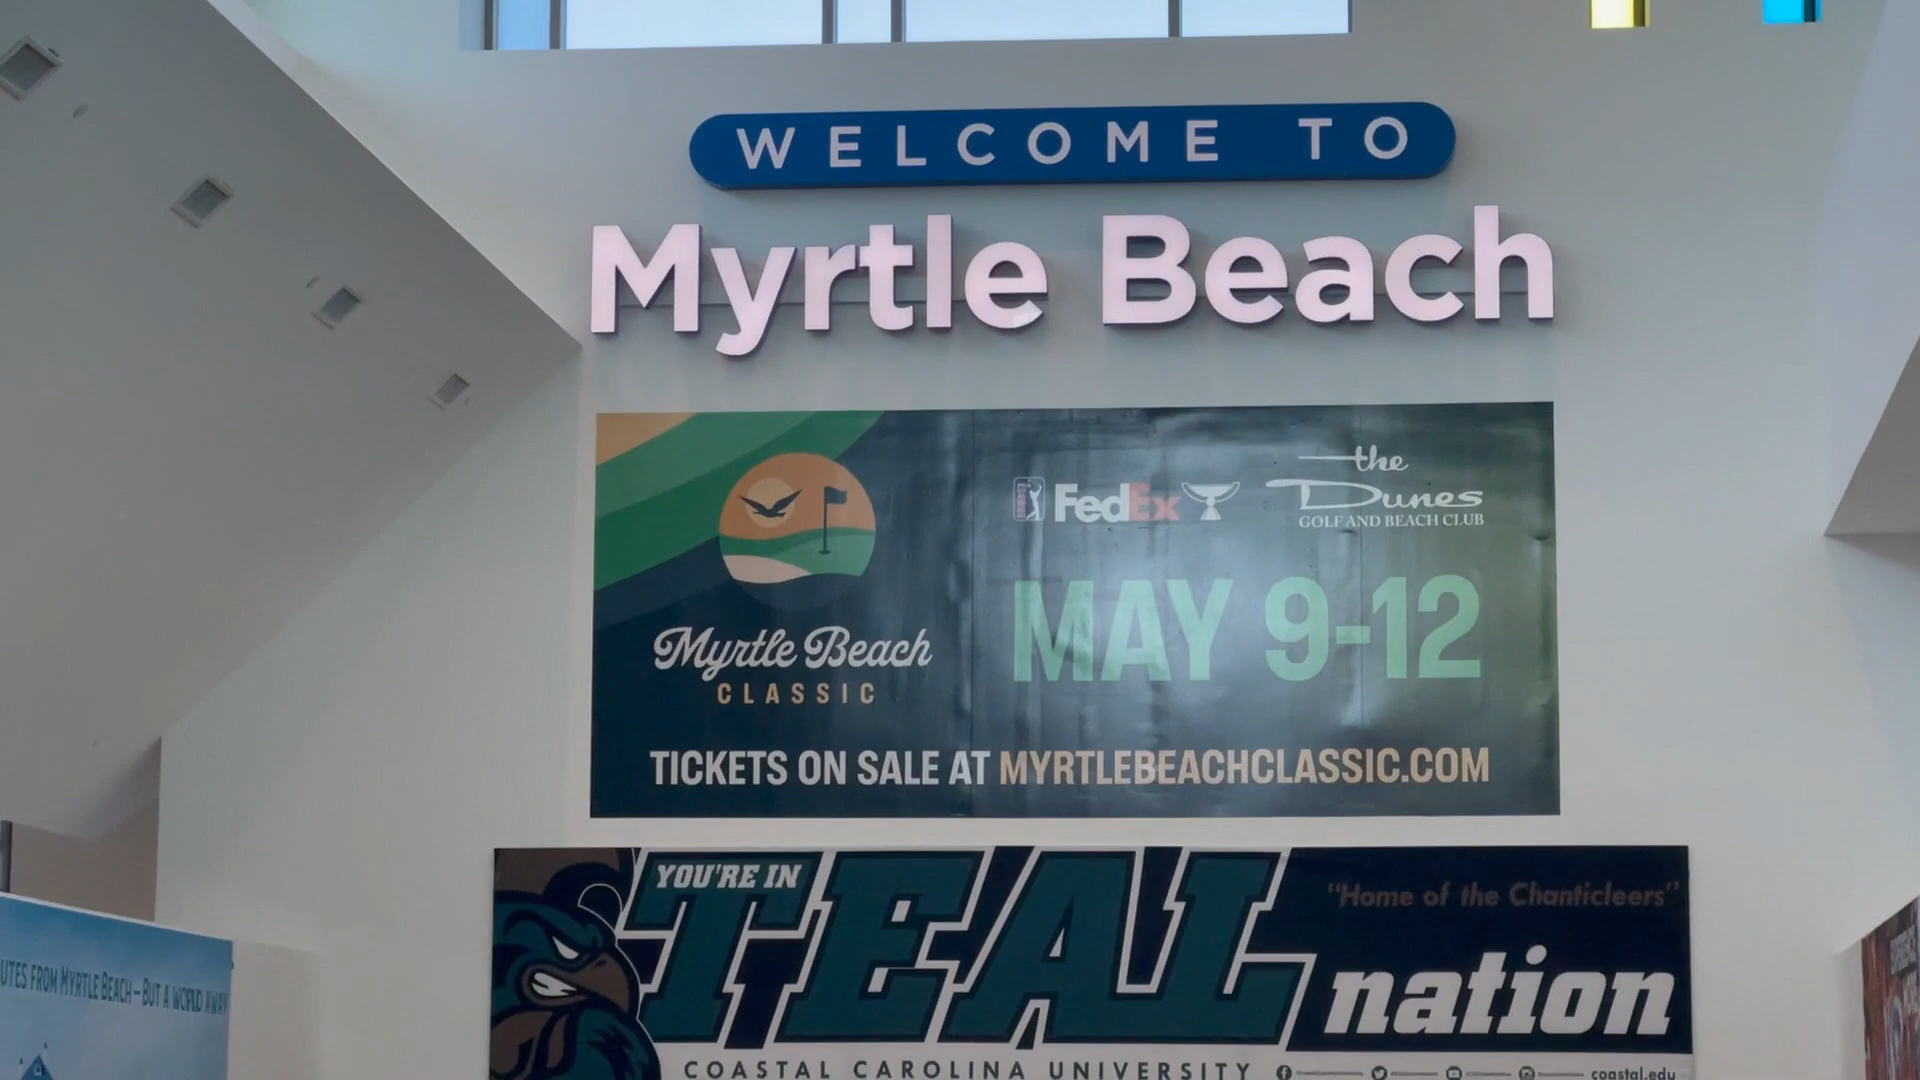 WELCOME TO
Myrtle Beach
FedEx
the
Dunes
GOLF AND BEACH CLUB
MAY 9-12
Myrtle Beach
CLASSIC
TICKETS ON SALE AT MYRTLEBEACHCLASSIC.COM
YOU'RE IN
TEAL
nation
"Home of the Chanticleers"
COASTAL CAROLINA UNIVERSITY
coastal.edu
UTES FROM MYRTLE BEACH – BUT A WORLD AWAY